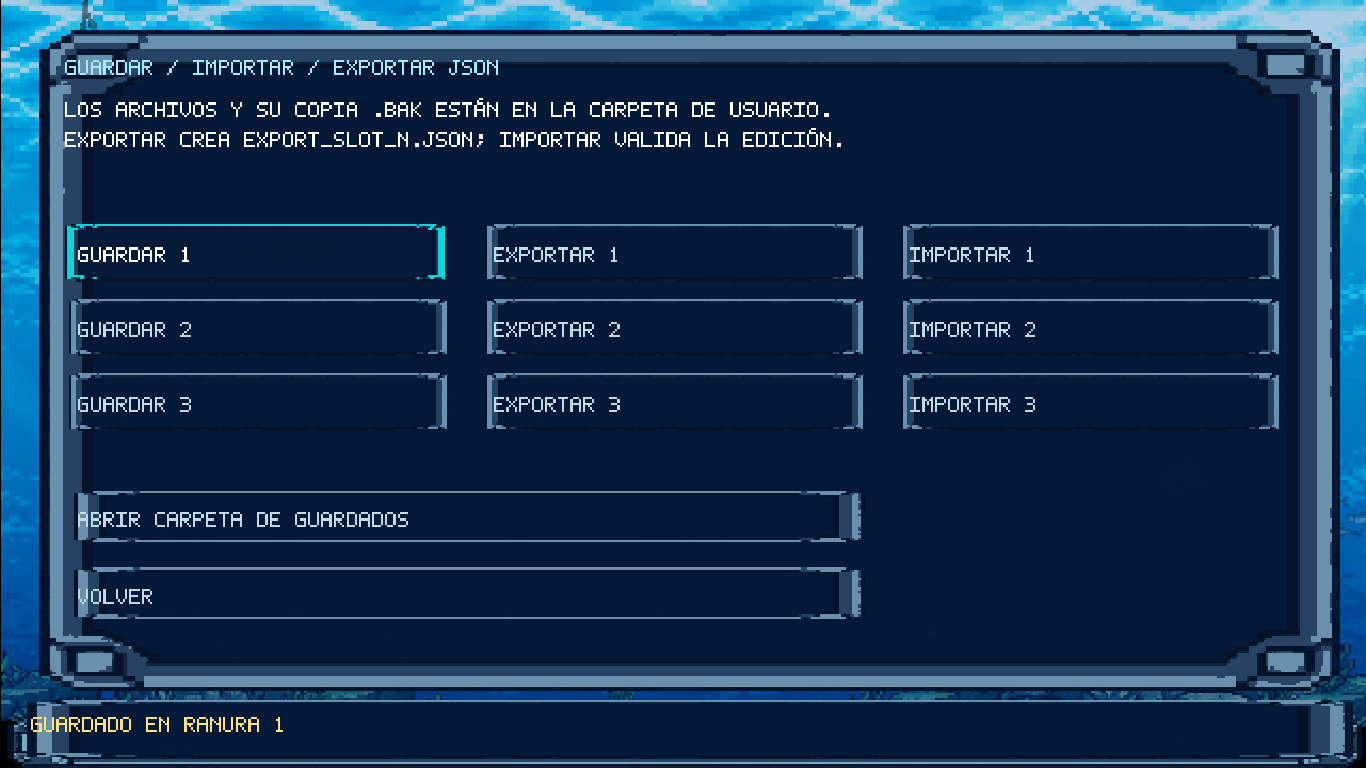 GUARDAR / IMPORTAR / EXPORTAR JSON
LOS ARCHIVOS Y SU COPIA .BAK ESTÁN EN LA CARPETA DE USUARIO.
EXPORTAR CREA EXPORT_SLOT_N.JSON; IMPORTAR VALIDA LA EDICIÓN.
GUARDAR 1
EXPORTAR 1
IMPORTAR 1
GUARDAR 2
EXPORTAR 2
IMPORTAR 2
GUARDAR 3
EXPORTAR 3
IMPORTAR 3
ABRIR CARPETA DE GUARDADOS
VOLVER
GUARDADO EN RANURA 1